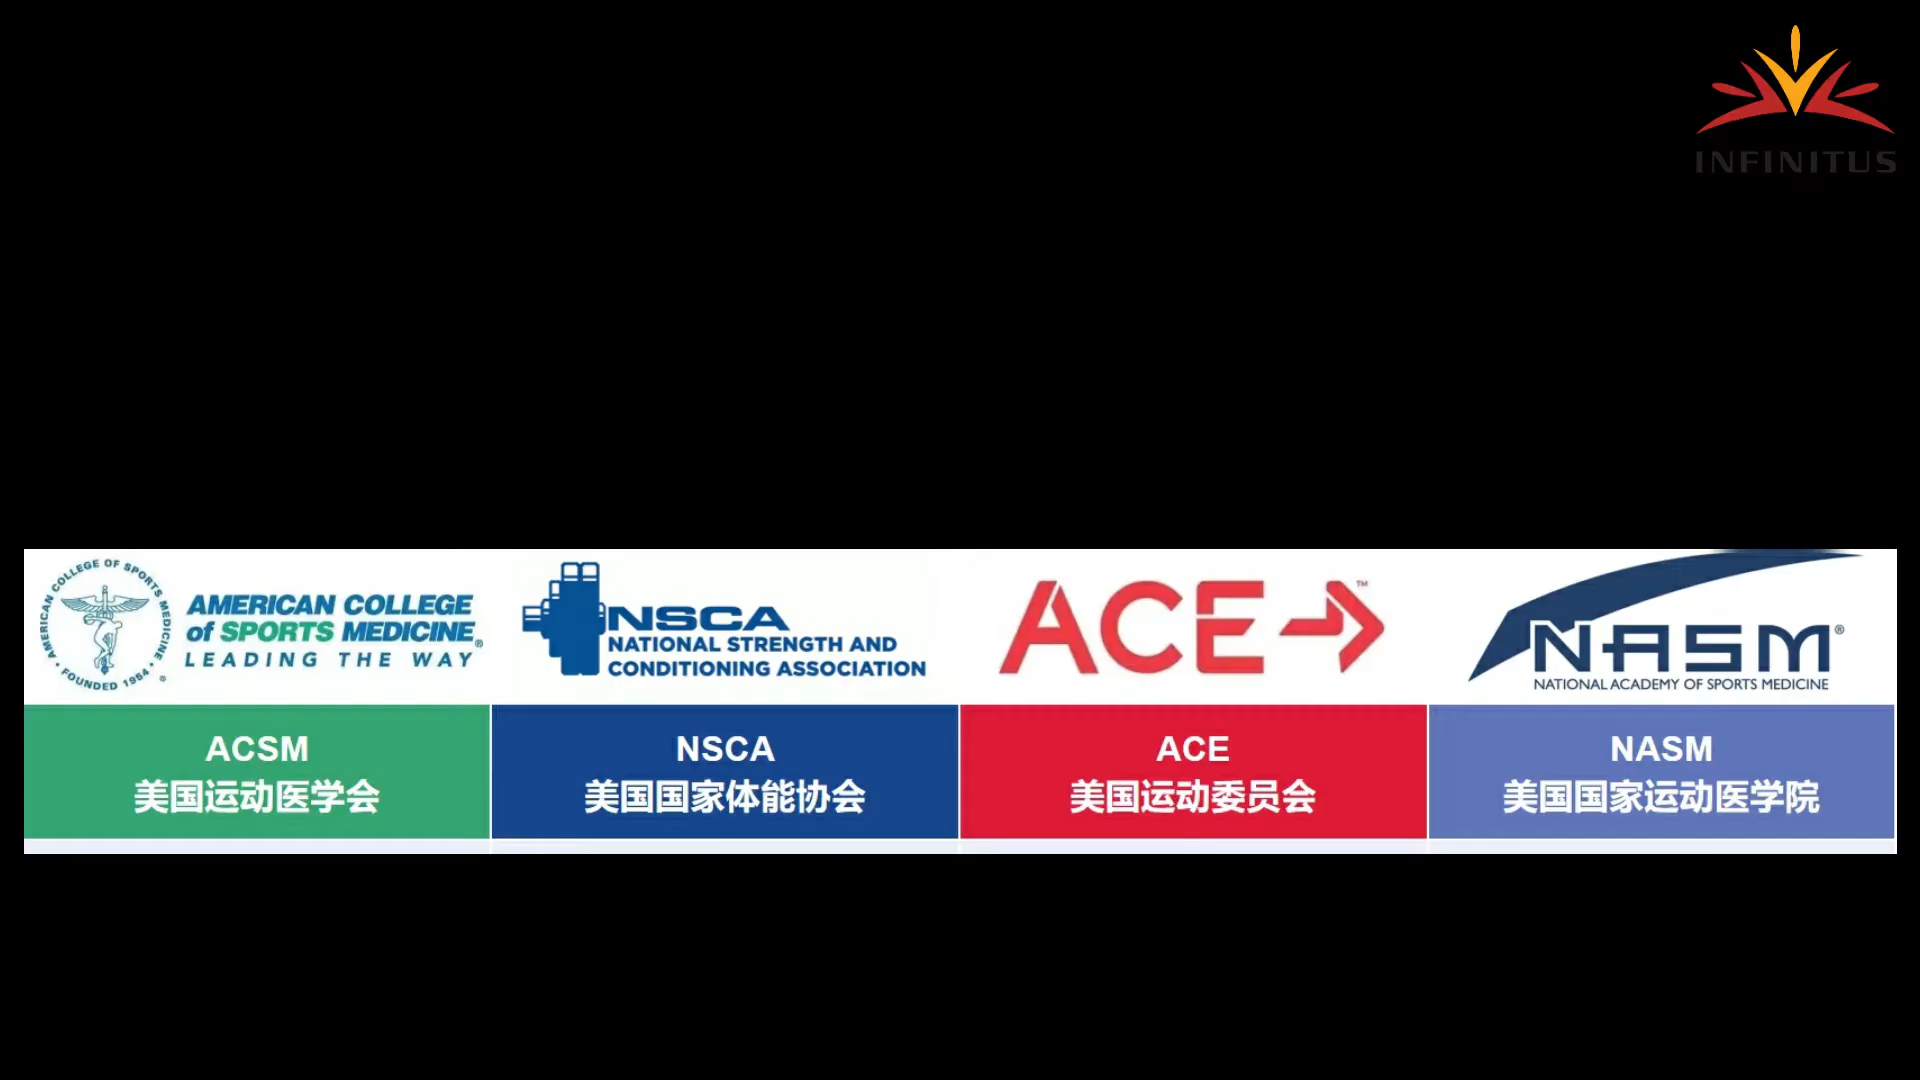 INFINITUS
AMERICAN COLLEGE OF SPORTS MEDICINE
FOUNDED 1954
AMERICAN COLLEGE
of SPORTS MEDICINE®
LEADING THE WAY
NSCA
NATIONAL STRENGTH AND
CONDITIONING ASSOCIATION
ACE™
NASM®
NATIONAL ACADEMY OF SPORTS MEDICINE
ACSM
美国运动医学会
NSCA
美国国家体能协会
ACE
美国运动委员会
NASM
美国国家运动医学院